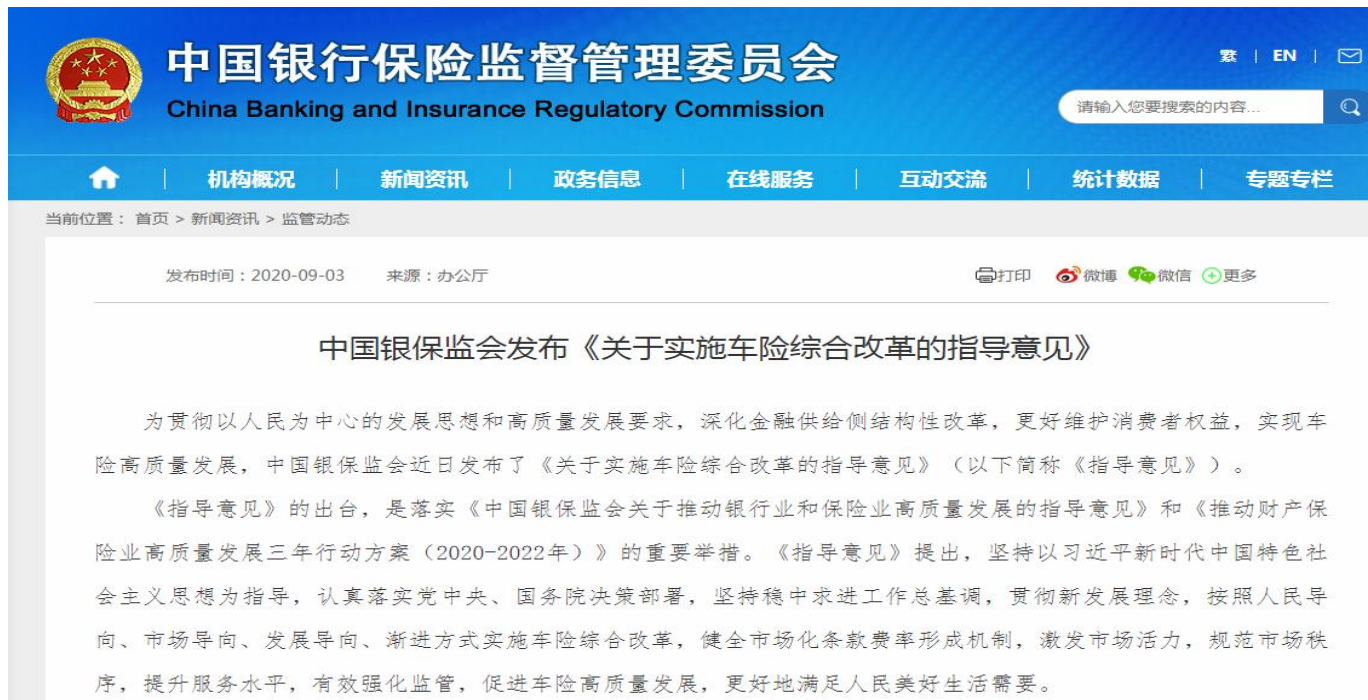 中国银行保险监督管理委员会
China Banking and Insurance Regulatory Commission
繁 | EN |
请输入您要搜索的内容...
机构概况 | 新闻资讯 | 政务信息 | 在线服务 | 互动交流 | 统计数据 | 专题专栏
当前位置： 首页 > 新闻资讯 > 监管动态
发布时间：2020-09-03 来源：办公厅 打印 微博 微信 更多
中国银保监会发布《关于实施车险综合改革的指导意见》
为贯彻以人民为中心的发展思想和高质量发展要求，深化金融供给侧结构性改革，更好维护消费者权益，实现车
险高质量发展，中国银保监会近日发布了《关于实施车险综合改革的指导意见》（以下简称《指导意见》）。
《指导意见》的出台，是落实《中国银保监会关于推动银行业和保险业高质量发展的指导意见》和《推动财产保
险业高质量发展三年行动方案（2020-2022年）》的重要举措。《指导意见》提出，坚持以习近平新时代中国特色社
会主义思想为指导，认真落实党中央、国务院决策部署，坚持稳中求进工作总基调，贯彻新发展理念，按照人民导
向、市场导向、发展导向、渐进方式实施车险综合改革，健全市场化条款费率形成机制，激发市场活力，规范市场秩
序，提升服务水平，有效强化监管，促进车险高质量发展，更好地满足人民美好生活需要。